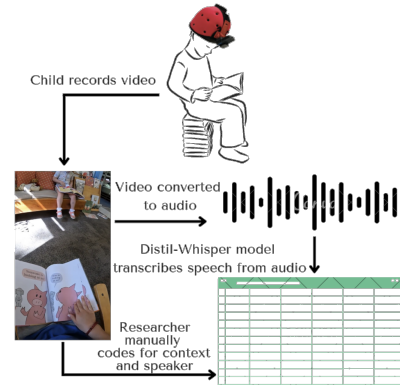 Child records video
Video converted
to audio
Distil-Whisper model
transcribes speech from audio
Researcher
manually
codes for context
and speaker